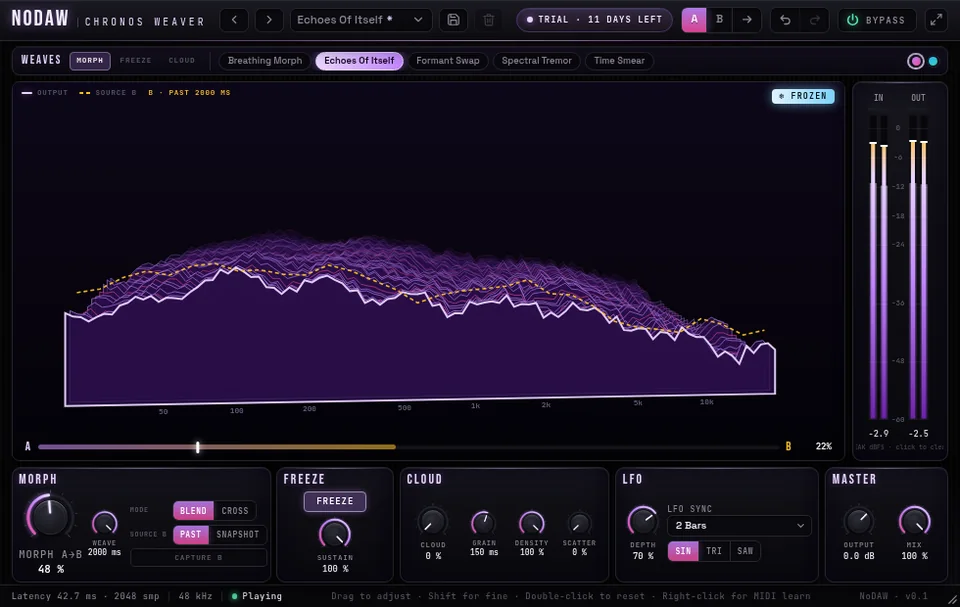 NODAW | CHRONOS WEAVER
Echoes Of Itself *
TRIAL · 11 DAYS LEFT
A B
BYPASS
WEAVES MORPH FREEZE CLOUD
Breathing Morph Echoes Of Itself Formant Swap Spectral Tremor Time Smear
OUTPUT SOURCE B B · PAST 2000 MS
FROZEN
50 100 200 500 1k 2k 5k 10k
A B 22%
IN OUT
0
-6
-12
-18
-24
-36
-48
-60
-2.9 -2.5
click to
MORPH
MORPH A→B
48 %
WEAVE
2000 ms
MODE BLEND CROSS
SOURCE B PAST SNAPSHOT
CAPTURE B
FREEZE
FREEZE
SUSTAIN
100 %
CLOUD
CLOUD GRAIN DENSITY SCATTER
0 % 150 ms 100 % 0 %
LFO
DEPTH
70 %
LFO SYNC
2 Bars
SIN TRI SAW
MASTER
OUTPUT MIX
0.0 dB 100 %
Latency 42.7 ms · 2048 smp | 48 kHz | Playing
Drag to adjust · Shift for fine · Double-click to reset · Right-click for MIDI learn
NoDAW · v0.1